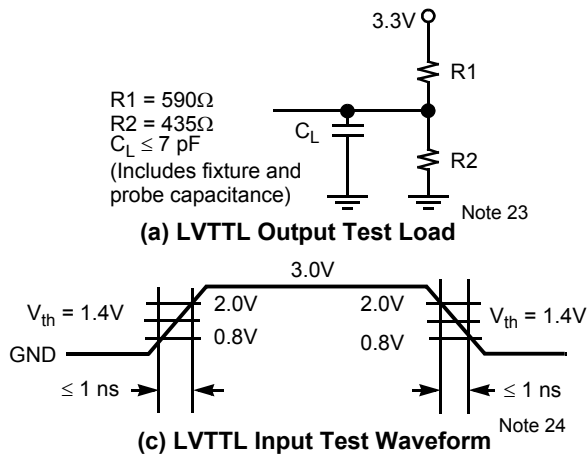 3.3V
R1
R1 = 590Ω
R2 = 435Ω
C_L ≤ 7 pF
(Includes fixture and
probe capacitance)
C_L
R2
Note 23
(a) LVTTL Output Test Load
3.0V
V_th = 1.4V
2.0V
0.8V
GND
≤ 1 ns
2.0V
0.8V
V_th = 1.4V
≤ 1 ns
Note 24
(c) LVTTL Input Test Waveform